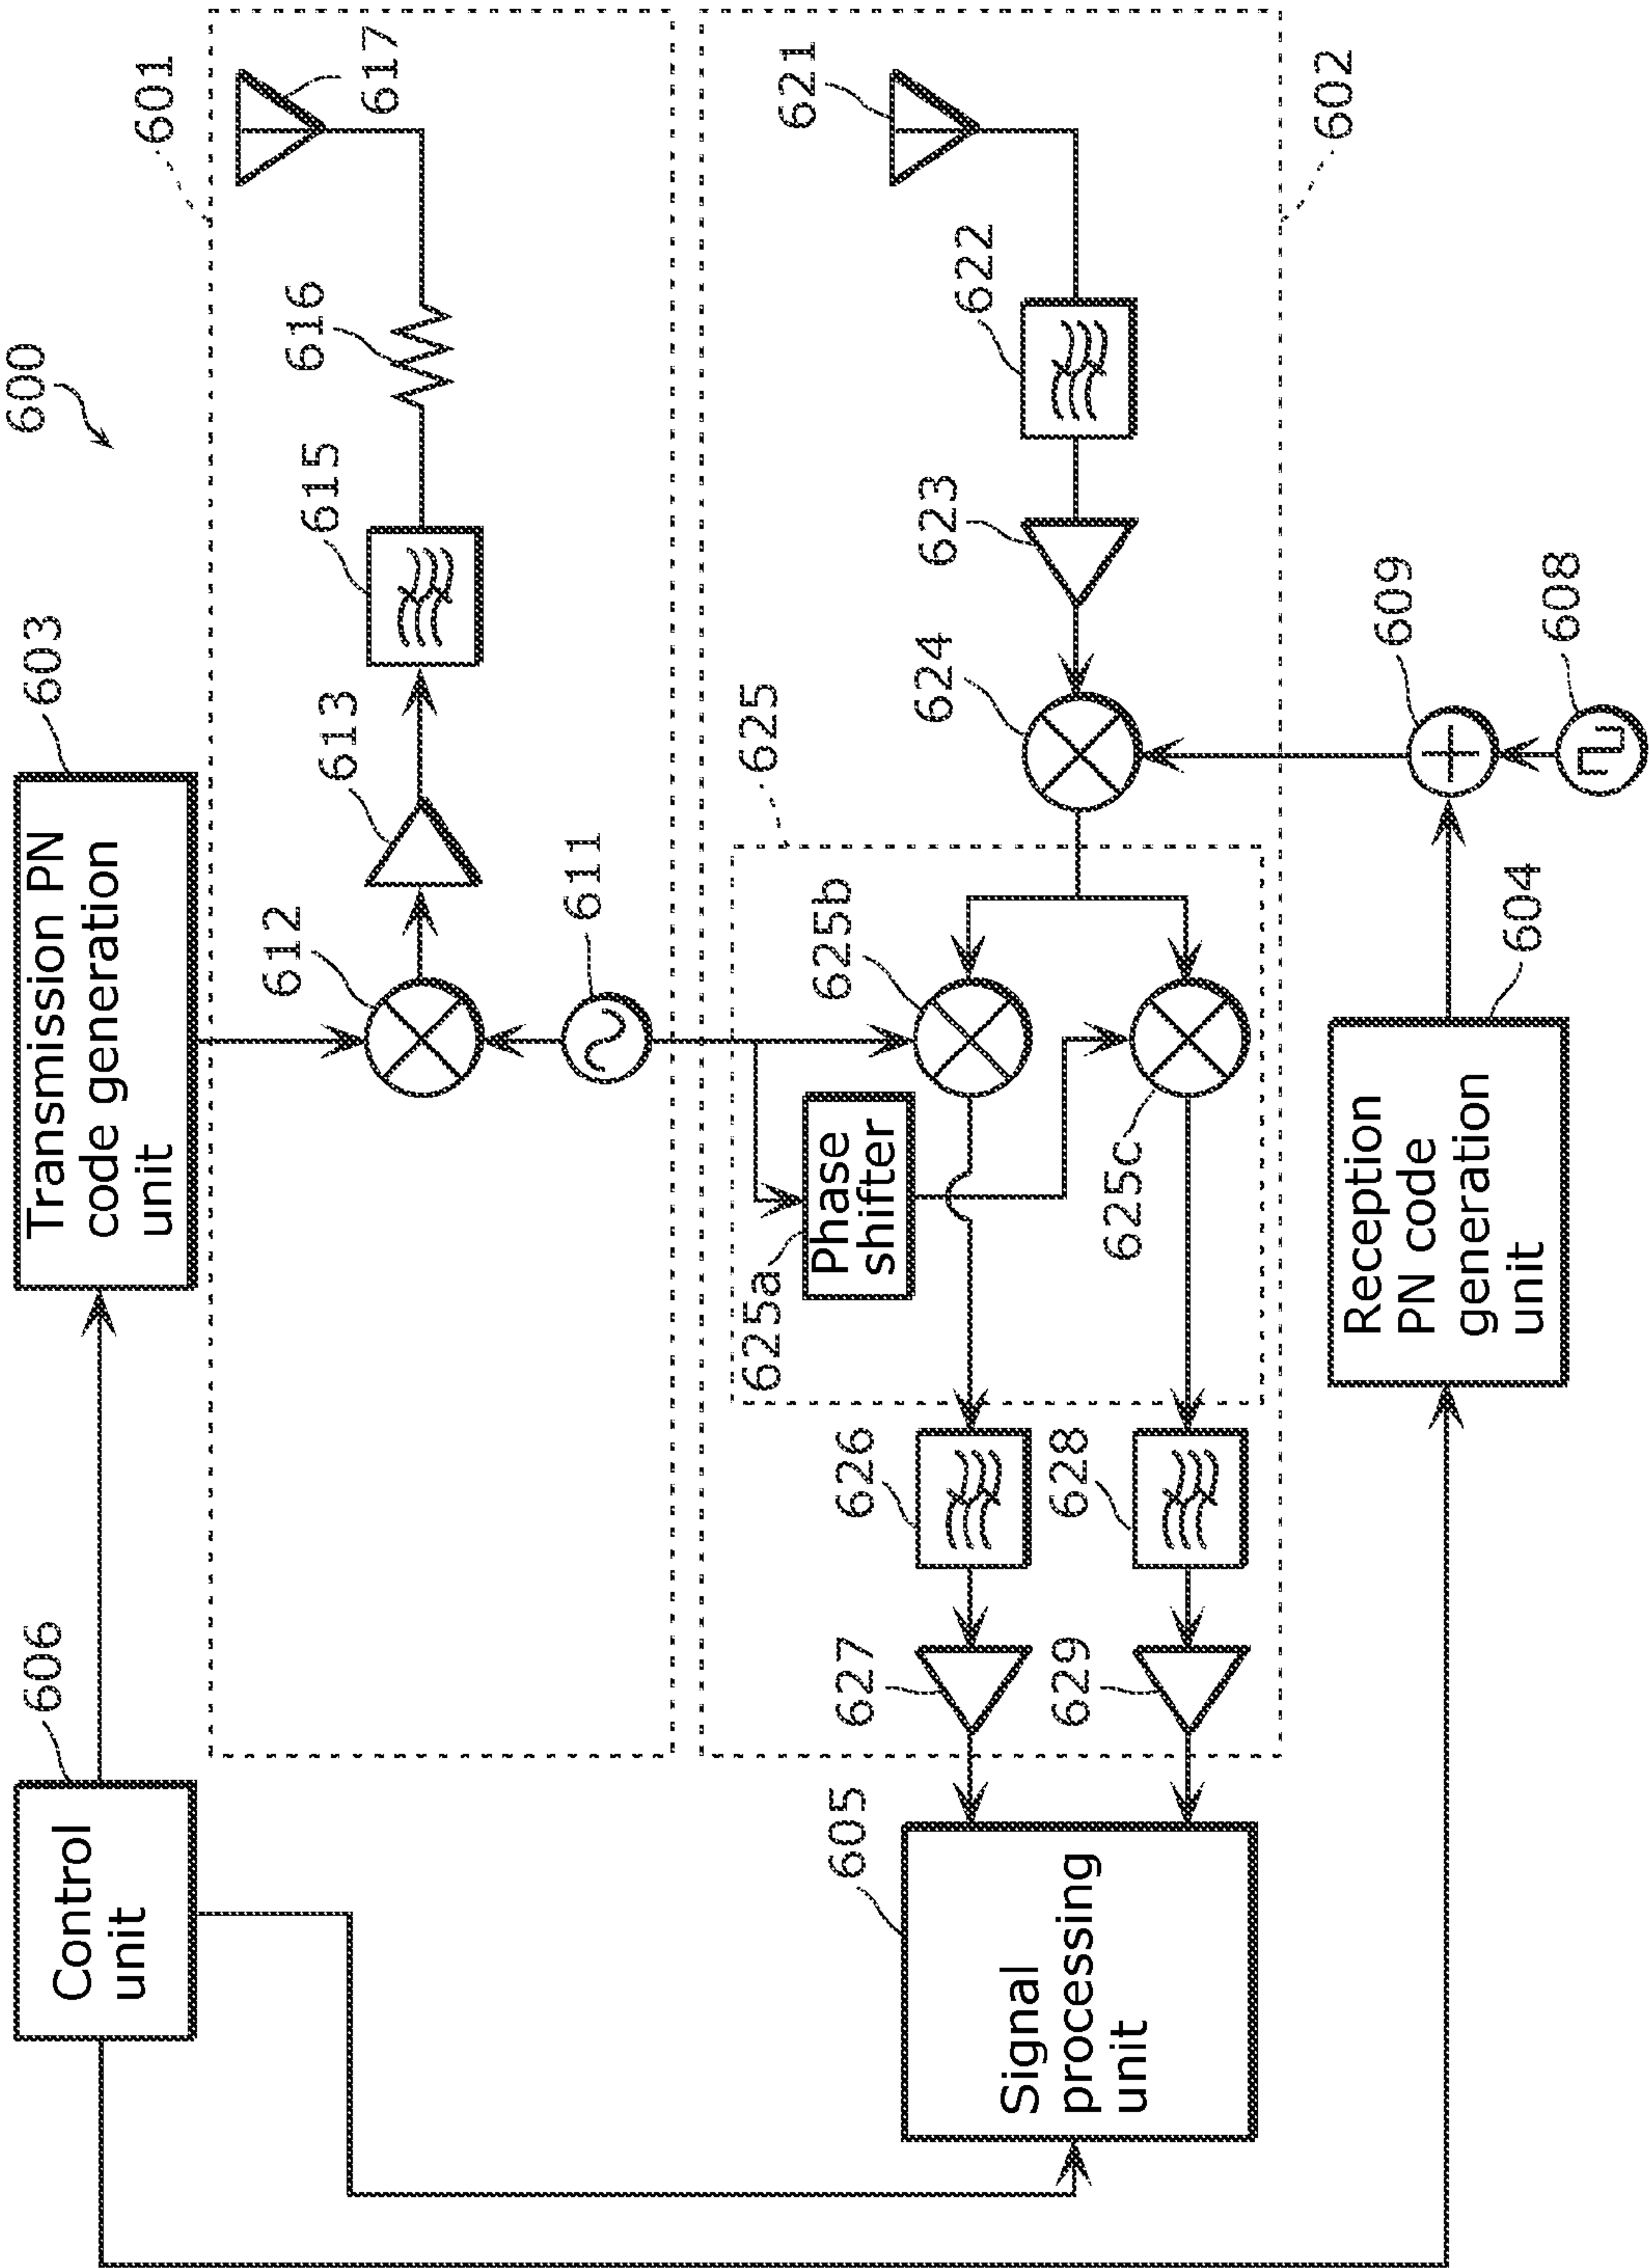 600
606
Control
unit
603
Transmission PN
code generation
unit
601
612
613
615
616
617
611
602
605
Signal
processing
unit
627
626
625
625a
Phase
shifter
625b
624
623
622
621
629
628
625c
604
Reception
PN code
generation
unit
609
608